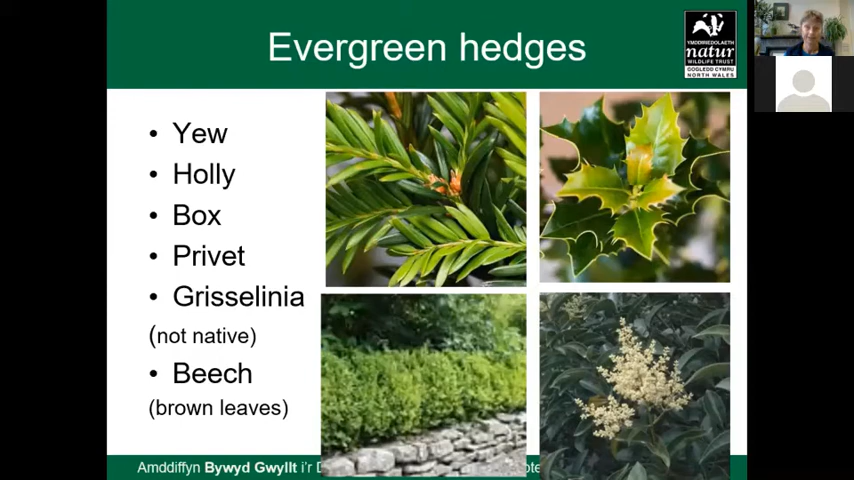 Evergreen hedges
YMDDIRIEDOLAETH
natur
WILDLIFE TRUST
GOGLEDD CYMRU
NORTH WALES
• Yew
• Holly
• Box
• Privet
• Grisselinia
(not native)
• Beech
(brown leaves)
Amddiffyn Bywyd Gwyllt i'r D